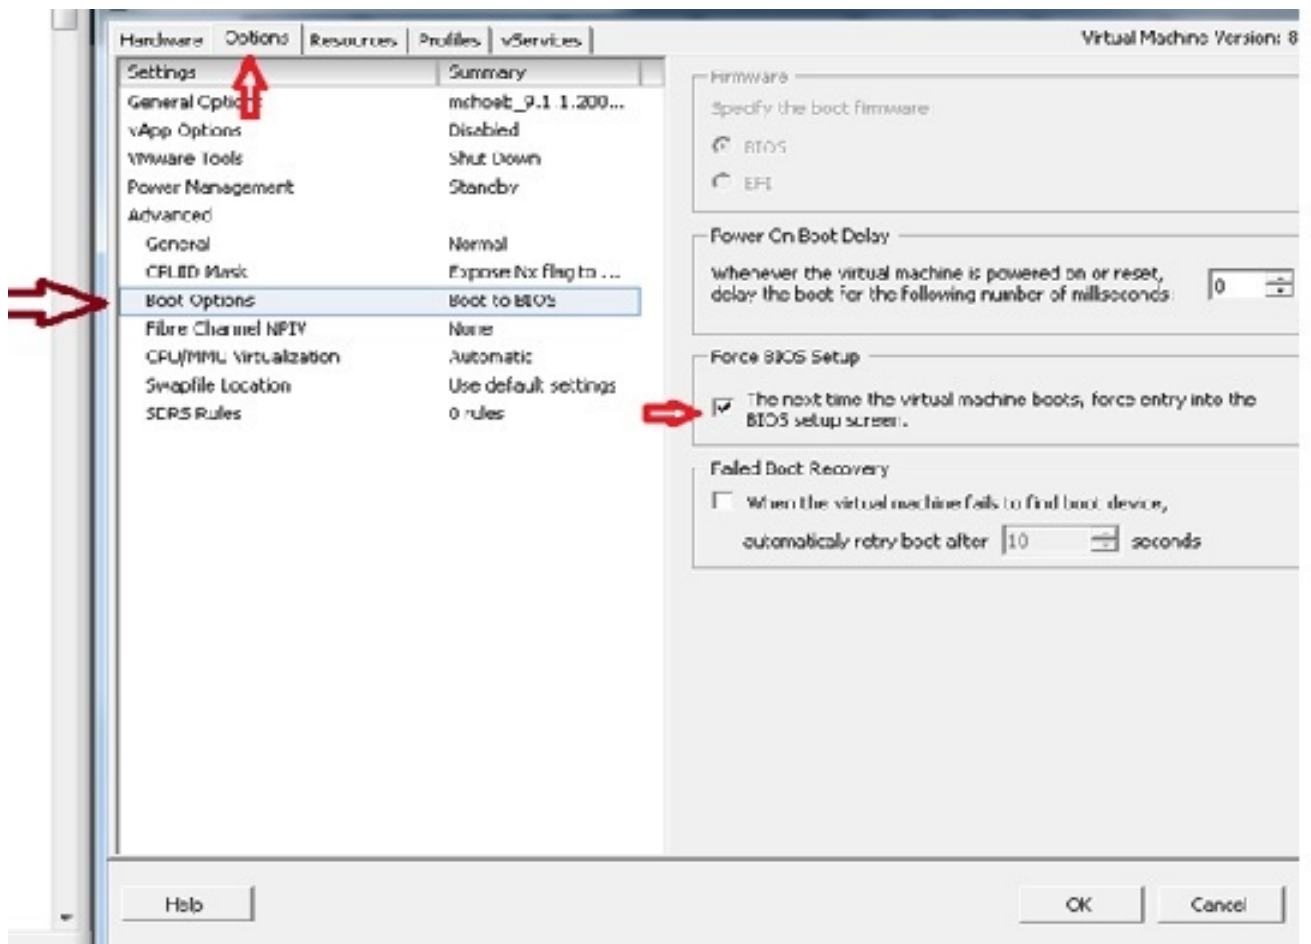 Hardware Options Resources Profiles vServices Virtual Machine Version: 8
Settings Summary
General Options mshoeb_9.1.1.200...
vApp Options Disabled
VMware Tools Shut Down
Power Management Standby
Advanced
General Normal
CPUID Mask Expose Nx flag to ...
Boot Options Boot to BIOS
Fibre Channel NPIV None
CPU/MMU Virtualization Automatic
Swapfile Location Use default settings
SDRS Rules 0 rules
Firmware
Specify the boot firmware
BIOS
EFI
Power On Boot Delay
Whenever the virtual machine is powered on or reset,
delay the boot for the following number of milliseconds:
0
Force BIOS Setup
The next time the virtual machine boots, force entry into the
BIOS setup screen.
Failed Boot Recovery
When the virtual machine fails to find boot device,
automaticaly retry boot after 10 seconds
Help OK Cancel